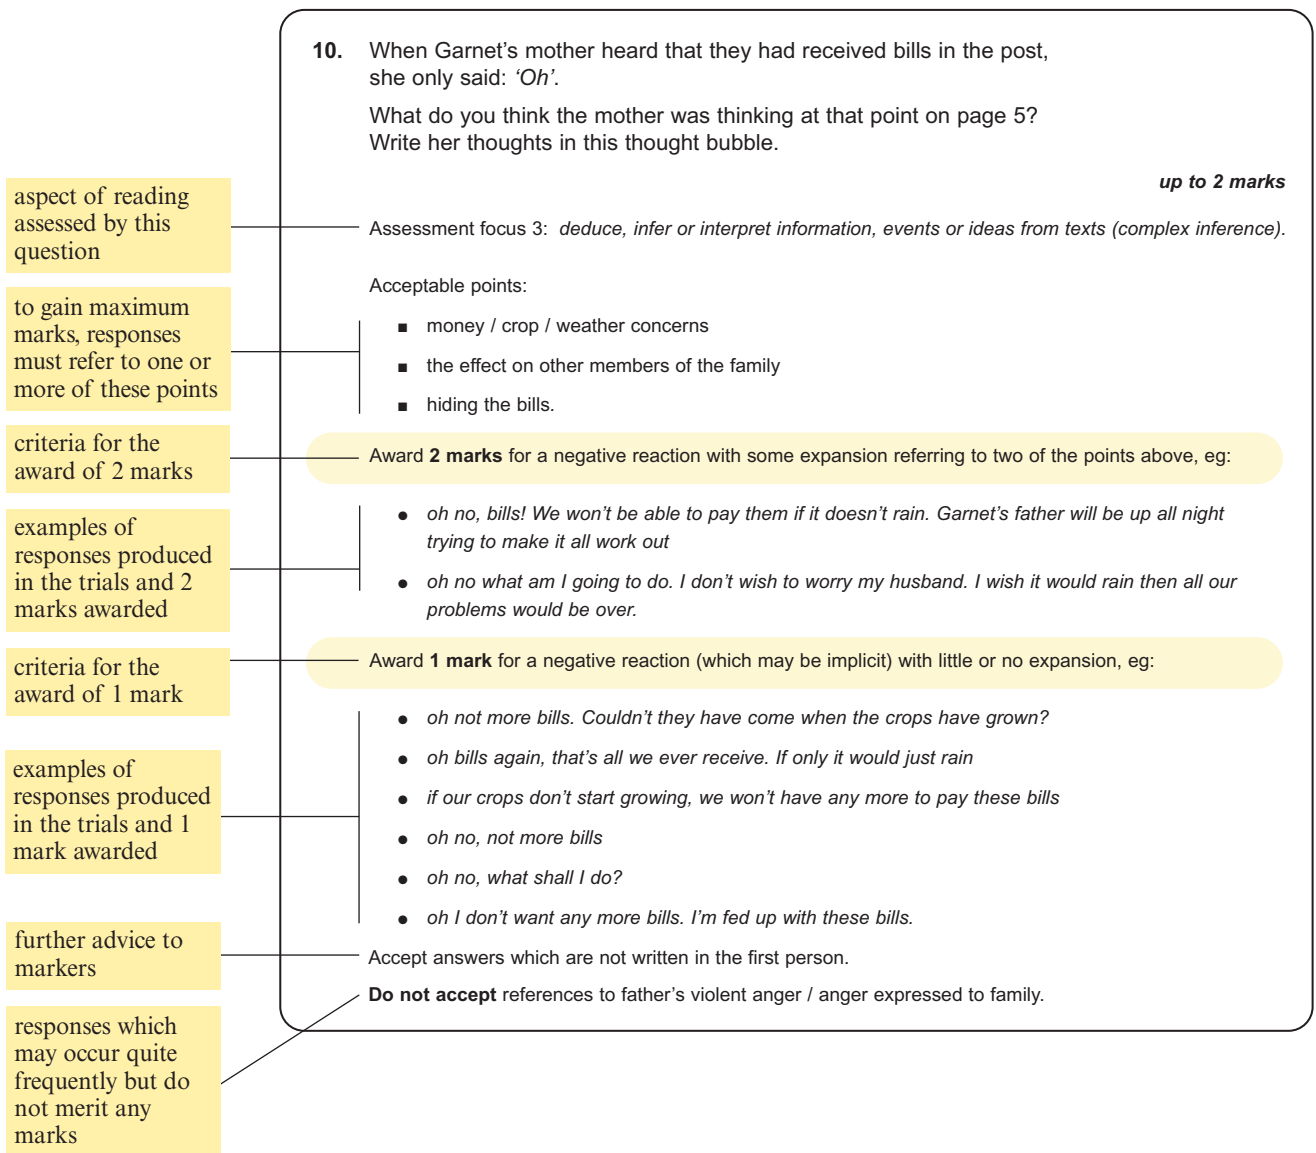 10. When Garnet's mother heard that they had received bills in the post,
she only said: 'Oh'.
What do you think the mother was thinking at that point on page 5?
Write her thoughts in this thought bubble.
up to 2 marks
aspect of reading
assessed by this
question
Assessment focus 3: deduce, infer or interpret information, events or ideas from texts (complex inference).
Acceptable points:
to gain maximum
marks, responses
must refer to one or
more of these points
■ money / crop / weather concerns
■ the effect on other members of the family
■ hiding the bills.
criteria for the
award of 2 marks
Award 2 marks for a negative reaction with some expansion referring to two of the points above, eg:
examples of
responses produced
in the trials and 2
marks awarded
● oh no, bills! We won't be able to pay them if it doesn't rain. Garnet's father will be up all night
trying to make it all work out
● oh no what am I going to do. I don't wish to worry my husband. I wish it would rain then all our
problems would be over.
criteria for the
award of 1 mark
Award 1 mark for a negative reaction (which may be implicit) with little or no expansion, eg:
examples of
responses produced
in the trials and 1
mark awarded
● oh not more bills. Couldn't they have come when the crops have grown?
● oh bills again, that's all we ever receive. If only it would just rain
● if our crops don't start growing, we won't have any more to pay these bills
● oh no, not more bills
● oh no, what shall I do?
● oh I don't want any more bills. I'm fed up with these bills.
further advice to
markers
Accept answers which are not written in the first person.
responses which
may occur quite
frequently but do
not merit any
marks
Do not accept references to father's violent anger / anger expressed to family.